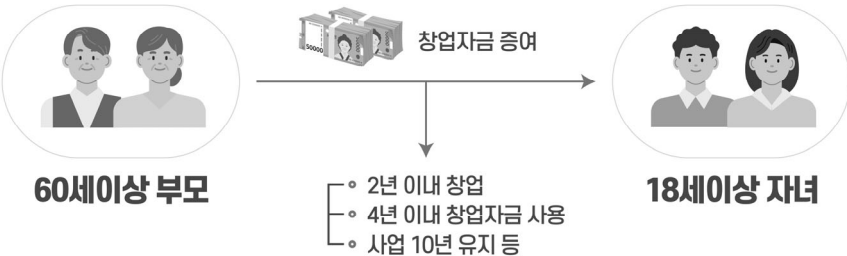 50000
창업자금 증여
60세이상 부모
18세이상 자녀
2년 이내 창업
4년 이내 창업자금 사용
사업 10년 유지 등